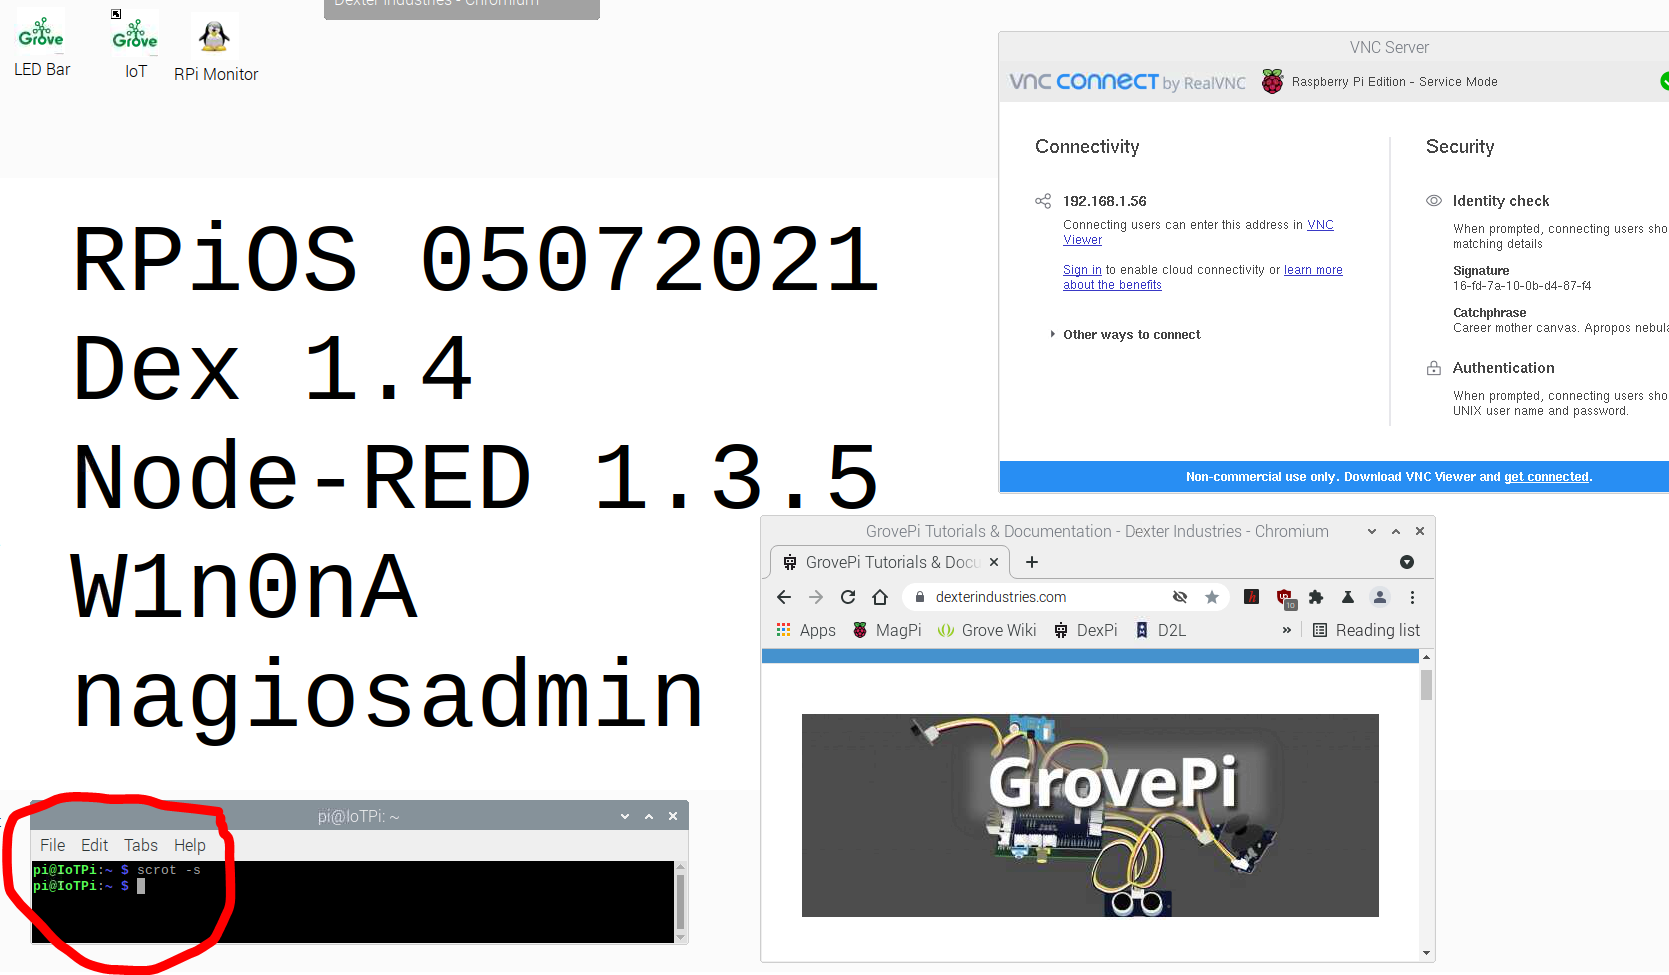 Dexter Industries - Chromium
Grove
LED Bar
Grove
IoT
RPi Monitor
RPiOS 05072021
Dex 1.4
Node-RED 1.3.5
W1n0nA
nagiosadmin
VNC Server
VNC CONNECT by RealVNC
Raspberry Pi Edition - Service Mode
Connectivity
192.168.1.56
Connecting users can enter this address in VNC
Viewer
Sign in to enable cloud connectivity or learn more
about the benefits
Other ways to connect
Security
Identity check
When prompted, connecting users sho
matching details
Signature
16-fd-7a-10-0b-d4-87-f4
Catchphrase
Career mother canvas. Apropos nebula
Authentication
When prompted, connecting users sho
UNIX user name and password.
Non-commercial use only. Download VNC Viewer and get connected.
GrovePi Tutorials & Documentation - Dexter Industries - Chromium
GrovePi Tutorials & Docu
dexterindustries.com
10
Apps MagPi Grove Wiki DexPi D2L » Reading list
GrovePi
pi@IoTPi: ~
File Edit Tabs Help
pi@IoTPi:~ $ scrot -s
pi@IoTPi:~ $